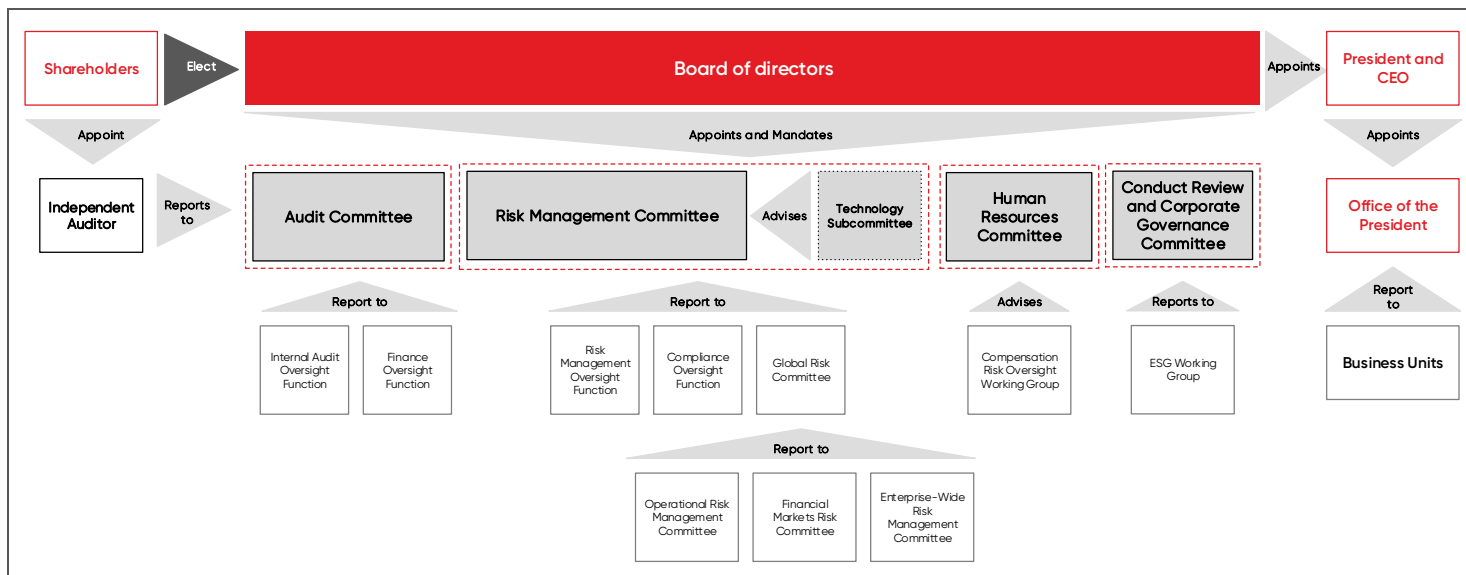 Shareholders
Elect
Board of directors
Appoints
President and
CEO
Appoint
Appoints and Mandates
Appoints
Independent
Auditor
Reports
to
Audit Committee
Risk Management Committee
Advises
Technology
Subcommittee
Human
Resources
Committee
Conduct Review
and Corporate
Governance
Committee
Office of the
President
Report to
Report to
Advises
Reports to
Report
to
Internal Audit
Oversight
Function
Finance
Oversight
Function
Risk
Management
Oversight
Function
Compliance
Oversight
Function
Global Risk
Committee
Compensation
Risk Oversight
Working Group
ESG Working
Group
Business Units
Report to
Operational Risk
Management
Committee
Financial
Markets Risk
Committee
Enterprise-Wide
Risk
Management
Committee